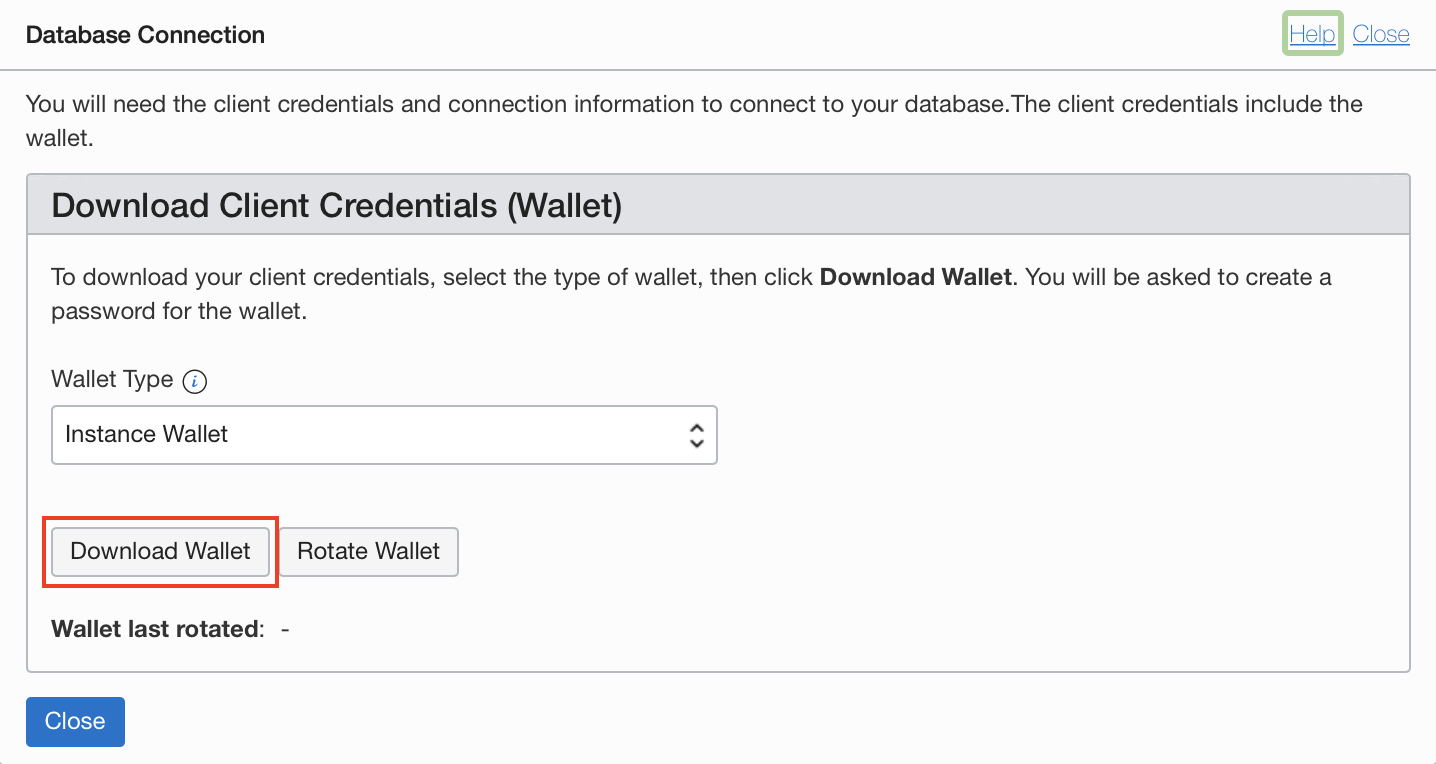 Database Connection
Help Close
You will need the client credentials and connection information to connect to your database.The client credentials include the
wallet.
Download Client Credentials (Wallet)
To download your client credentials, select the type of wallet, then click Download Wallet. You will be asked to create a
password for the wallet.
Wallet Type i
Instance Wallet
Download Wallet Rotate Wallet
Wallet last rotated: -
Close